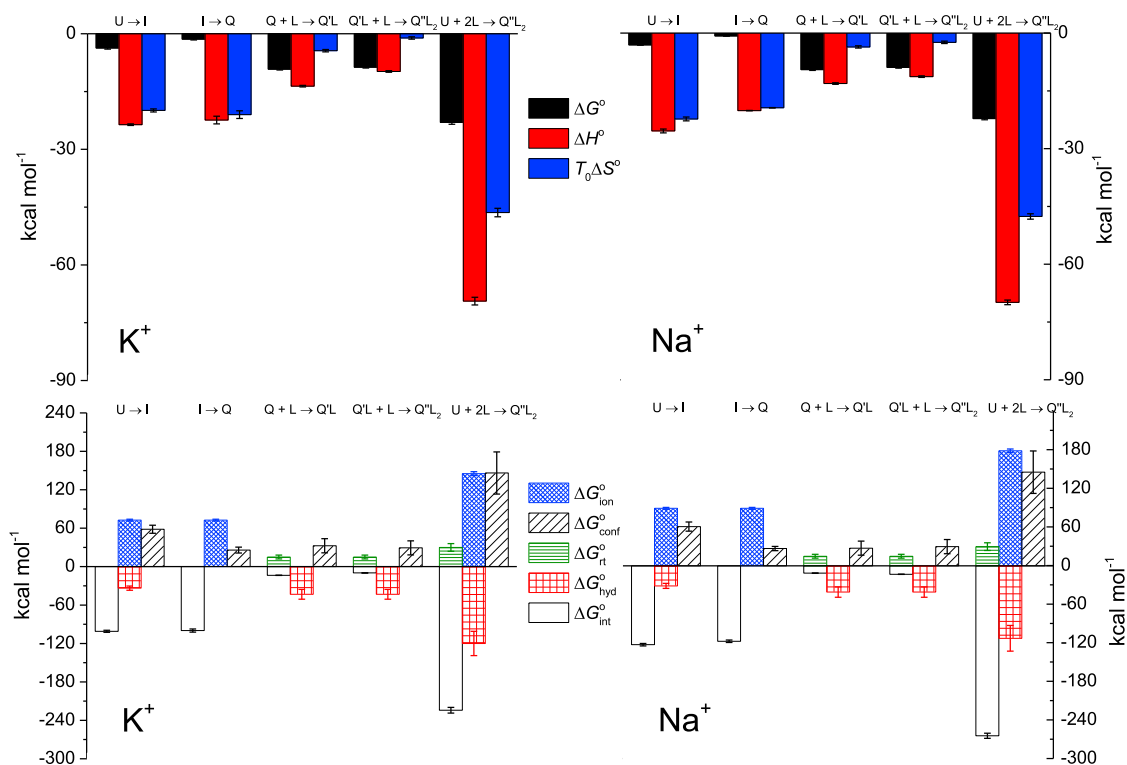 U → I I → Q Q + L → Q'L Q'L + L → Q''L₂ U + 2L → Q''L₂
U → I I → Q Q + L → Q'L Q'L + L → Q''L₂ U + 2L → Q''L₂
0
-30
-60
-90
kcal mol⁻¹
K⁺
ΔG°
ΔH°
T₀ΔS°
0
-30
-60
-90
kcal mol⁻¹
Na⁺
U → I I → Q Q + L → Q'L Q'L + L → Q''L₂ U + 2L → Q''L₂
U → I I → Q Q + L → Q'L Q'L + L → Q''L₂ U + 2L → Q''L₂
240
180
120
60
0
-60
-120
-180
-240
-300
kcal mol⁻¹
K⁺
ΔG°ion
ΔG°conf
ΔG°rt
ΔG°hyd
ΔG°int
180
120
60
0
-60
-120
-180
-240
-300
kcal mol⁻¹
Na⁺